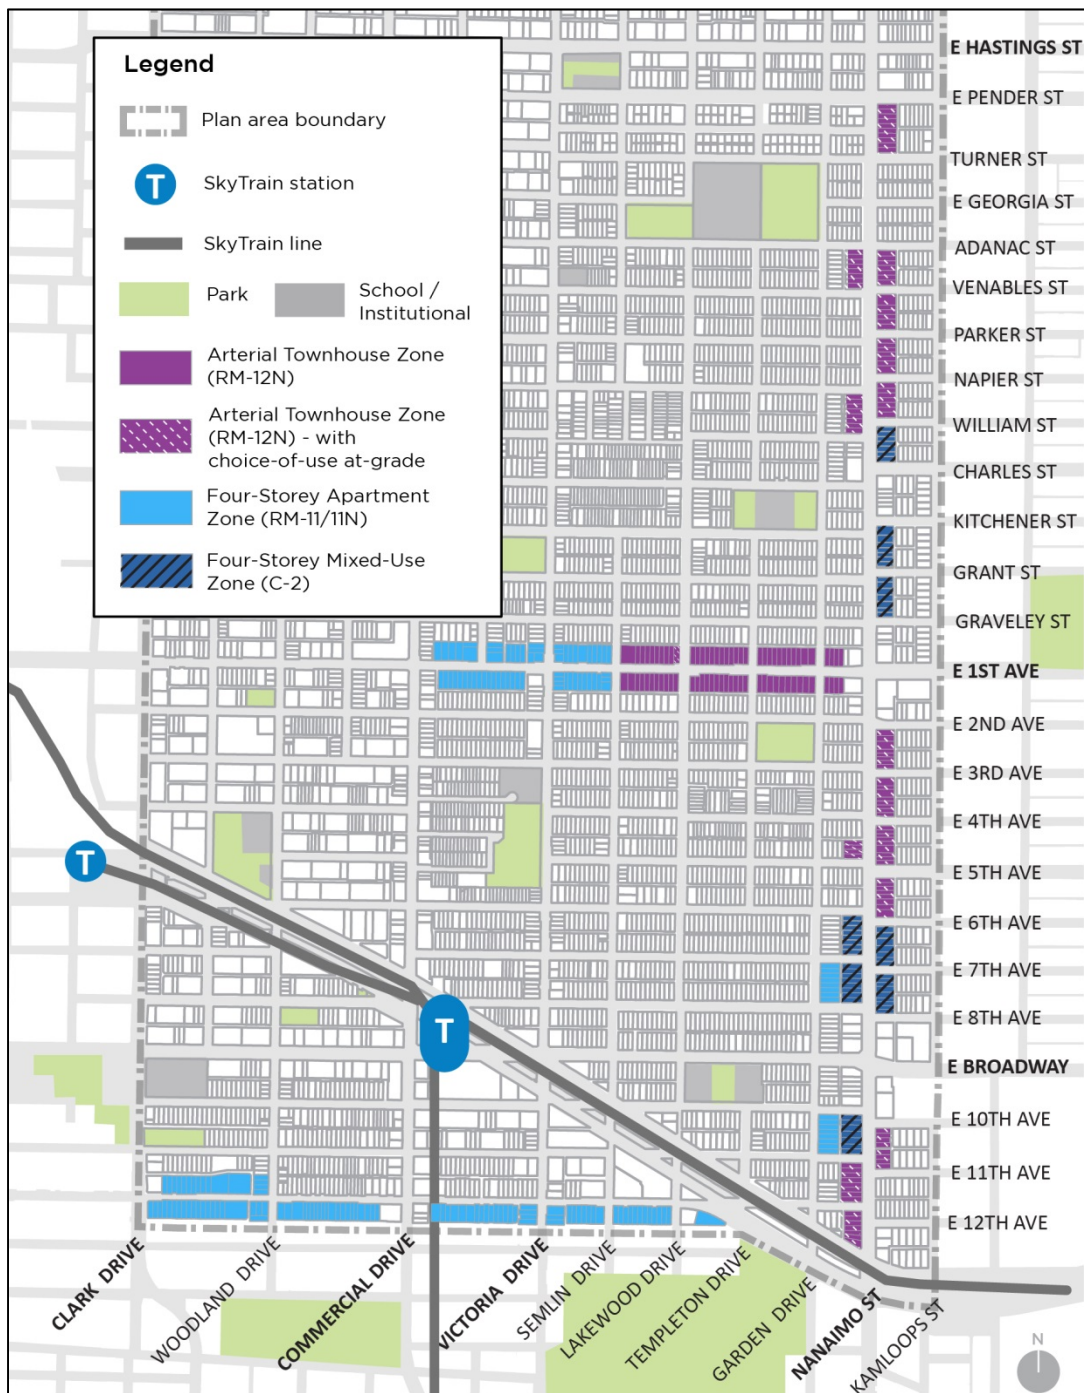 Legend
Plan area boundary
T
SkyTrain station
SkyTrain line
Park
School /
Institutional
Arterial Townhouse Zone
(RM-12N)
Arterial Townhouse Zone
(RM-12N) - with
choice-of-use at-grade
Four-Storey Apartment
Zone (RM-11/11N)
Four-Storey Mixed-Use
Zone (C-2)
E HASTINGS ST
E PENDER ST
TURNER ST
E GEORGIA ST
ADANAC ST
VENABLES ST
PARKER ST
NAPIER ST
WILLIAM ST
CHARLES ST
KITCHENER ST
GRANT ST
GRAVELEY ST
E 1ST AVE
E 2ND AVE
E 3RD AVE
E 4TH AVE
T
E 5TH AVE
E 6TH AVE
E 7TH AVE
E 8TH AVE
T
E BROADWAY
E 10TH AVE
E 11TH AVE
E 12TH AVE
CLARK DRIVE
WOODLAND DRIVE
COMMERCIAL DRIVE
VICTORIA DRIVE
SEMLIN DRIVE
LAKEWOOD DRIVE
TEMPLETON DRIVE
GARDEN DRIVE
NANAIMO ST
KAMLOOPS ST
N